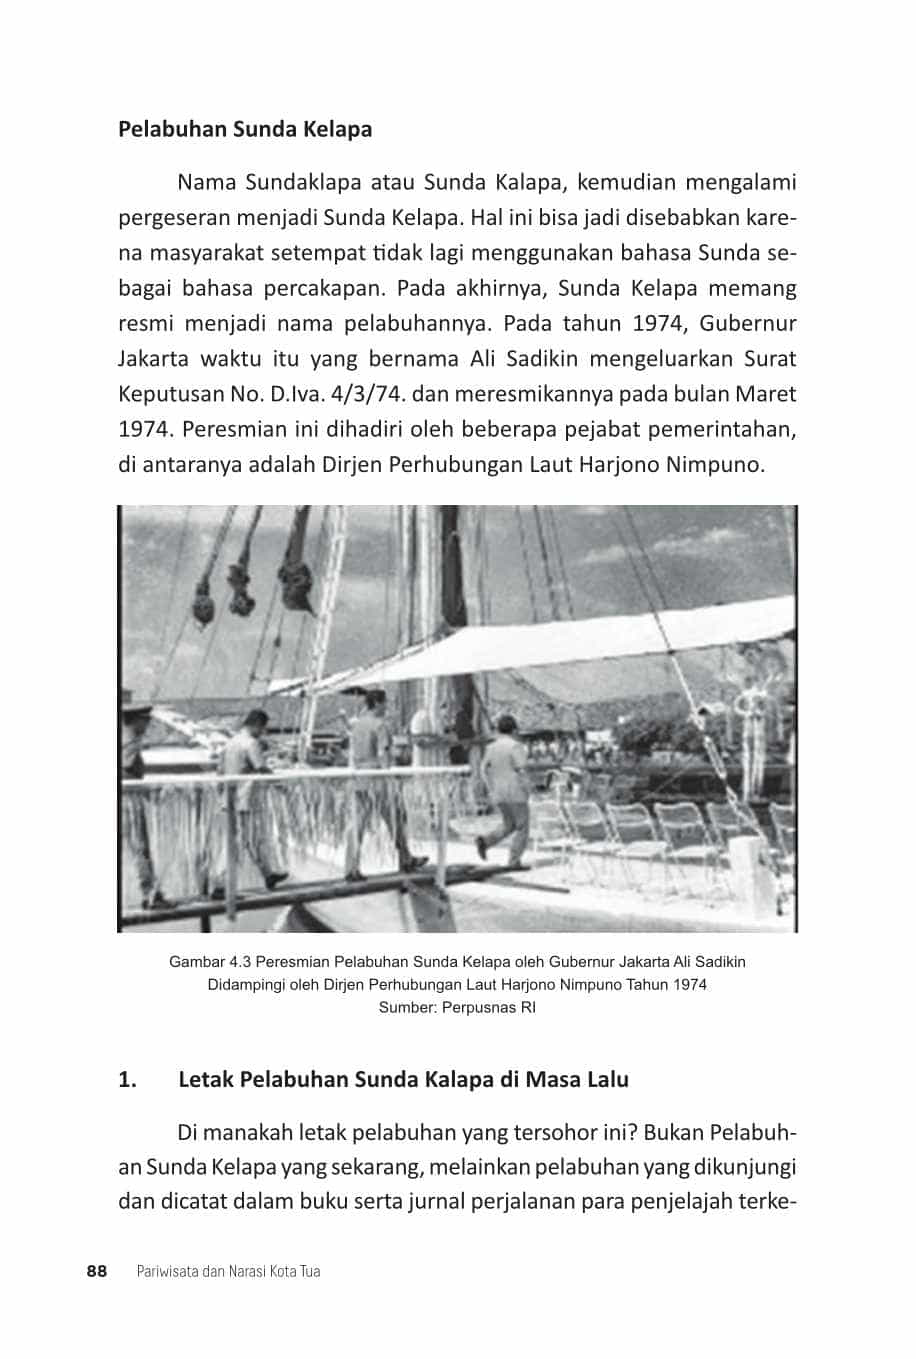 Pelabuhan Sunda Kelapa
Nama Sundaklapa atau Sunda Kalapa, kemudian mengalami
pergeseran menjadi Sunda Kelapa. Hal ini bisa jadi disebabkan kare-
na masyarakat setempat tidak lagi menggunakan bahasa Sunda se-
bagai bahasa percakapan. Pada akhirnya, Sunda Kelapa memang
resmi menjadi nama pelabuhannya. Pada tahun 1974, Gubernur
Jakarta waktu itu yang bernama Ali Sadikin mengeluarkan Surat
Keputusan No. D.Iva. 4/3/74. dan meresmikannya pada bulan Maret
1974. Peresmian ini dihadiri oleh beberapa pejabat pemerintahan,
di antaranya adalah Dirjen Perhubungan Laut Harjono Nimpuno.
Gambar 4.3 Peresmian Pelabuhan Sunda Kelapa oleh Gubernur Jakarta Ali Sadikin
Didampingi oleh Dirjen Perhubungan Laut Harjono Nimpuno Tahun 1974
Sumber: Perpusnas RI
1. Letak Pelabuhan Sunda Kalapa di Masa Lalu
Di manakah letak pelabuhan yang tersohor ini? Bukan Pelabuh-
an Sunda Kelapa yang sekarang, melainkan pelabuhan yang dikunjungi
dan dicatat dalam buku serta jurnal perjalanan para penjelajah terke-
88 Pariwisata dan Narasi Kota Tua